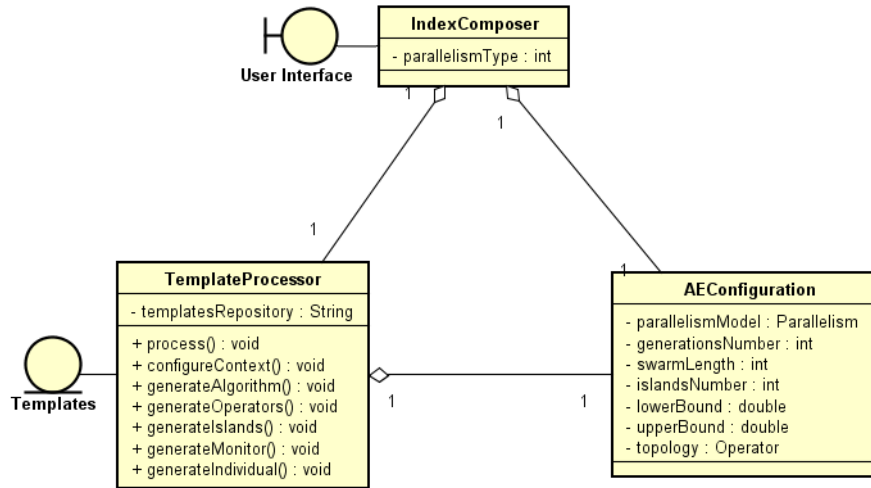 IndexComposer
- parallelismType : int
User Interface
1
1
1
1
TemplateProcessor
- templatesRepository : String
+ process() : void
+ configureContext() : void
+ generateAlgorithm() : void
+ generateOperators() : void
+ generateIslands() : void
+ generateMonitor() : void
+ generateIndividual() : void
Templates
1
1
AEConfiguration
- parallelismModel : Parallelism
- generationsNumber : int
- swarmLength : int
- islandsNumber : int
- lowerBound : double
- upperBound : double
- topology : Operator